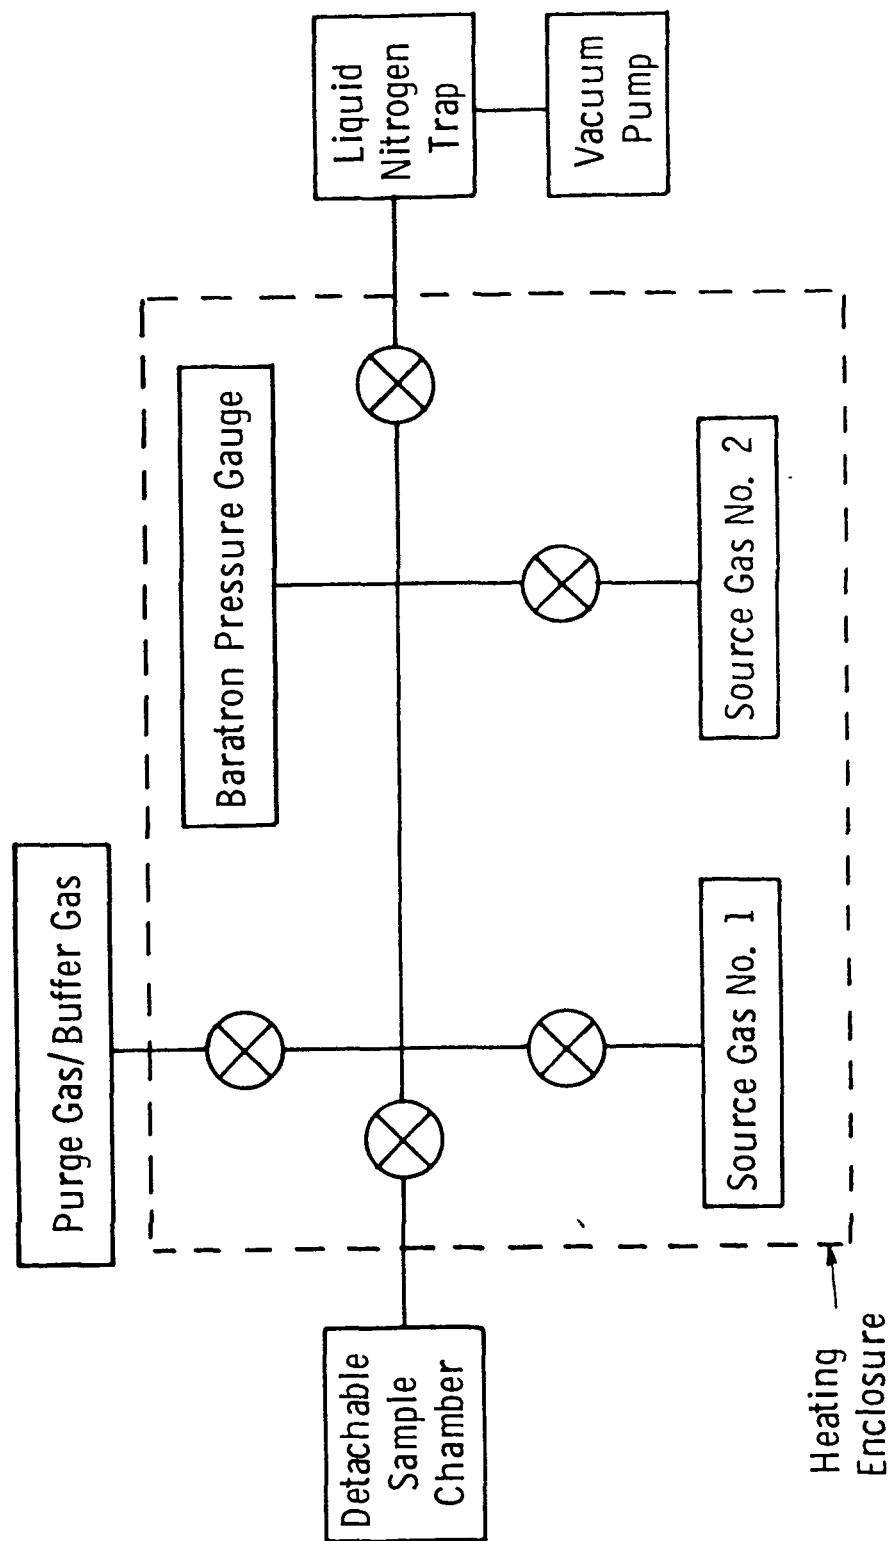 Purge Gas/Buffer Gas
Baratron Pressure Gauge
Liquid
Nitrogen
Trap
Vacuum
Pump
Detachable
Sample
Chamber
Source Gas No. 1
Source Gas No. 2
Heating
Enclosure